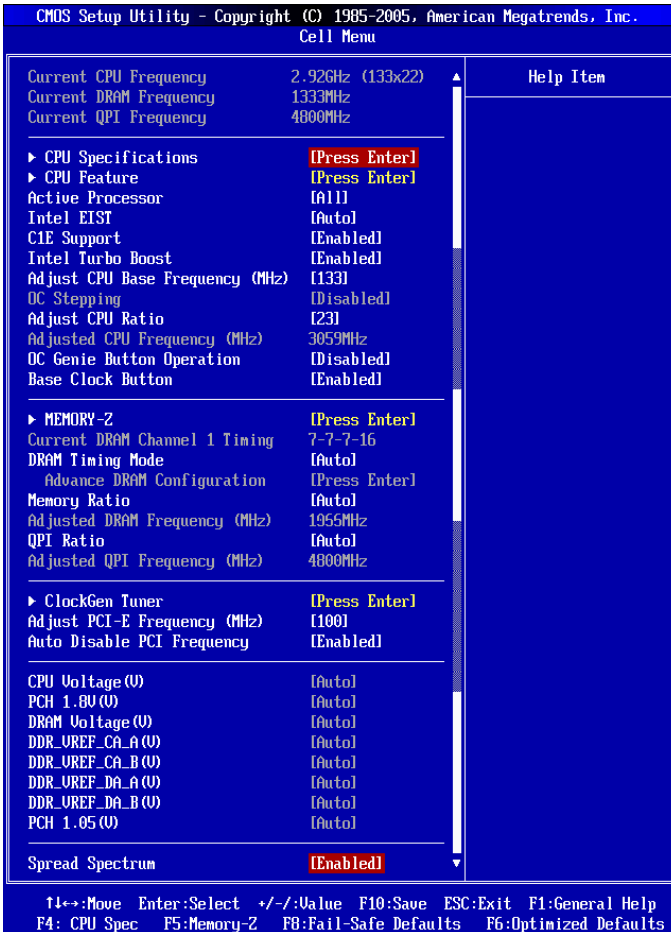 CMOS Setup Utility - Copyright (C) 1985-2005, American Megatrends, Inc.
Cell Menu
Current CPU Frequency 2.92GHz (133x22)
Current DRAM Frequency 1333MHz
Current QPI Frequency 4800MHz
Help Item
▶ CPU Specifications [Press Enter]
▶ CPU Feature [Press Enter]
Active Processor [All]
Intel EIST [Auto]
C1E Support [Enabled]
Intel Turbo Boost [Enabled]
Adjust CPU Base Frequency (MHz) [133]
OC Stepping [Disabled]
Adjust CPU Ratio [23]
Adjusted CPU Frequency (MHz) 3059MHz
OC Genie Button Operation [Disabled]
Base Clock Button [Enabled]
▶ MEMORY-Z [Press Enter]
Current DRAM Channel 1 Timing 7-7-7-16
DRAM Timing Mode [Auto]
Advance DRAM Configuration [Press Enter]
Memory Ratio [Auto]
Adjusted DRAM Frequency (MHz) 1955MHz
QPI Ratio [Auto]
Adjusted QPI Frequency (MHz) 4800MHz
▶ ClockGen Tuner [Press Enter]
Adjust PCI-E Frequency (MHz) [100]
Auto Disable PCI Frequency [Enabled]
CPU Voltage(V) [Auto]
PCH 1.8V(V) [Auto]
DRAM Voltage(V) [Auto]
DDR_VREF_CA_A(V) [Auto]
DDR_VREF_CA_B(V) [Auto]
DDR_VREF_DA_A(V) [Auto]
DDR_VREF_DA_B(V) [Auto]
PCH 1.05(V) [Auto]
Spread Spectrum [Enabled]
↑↓←→:Move Enter:Select +/-/:Value F10:Save ESC:Exit F1:General Help
F4: CPU Spec F5:Memory-Z F8:Fail-Safe Defaults F6:Optimized Defaults